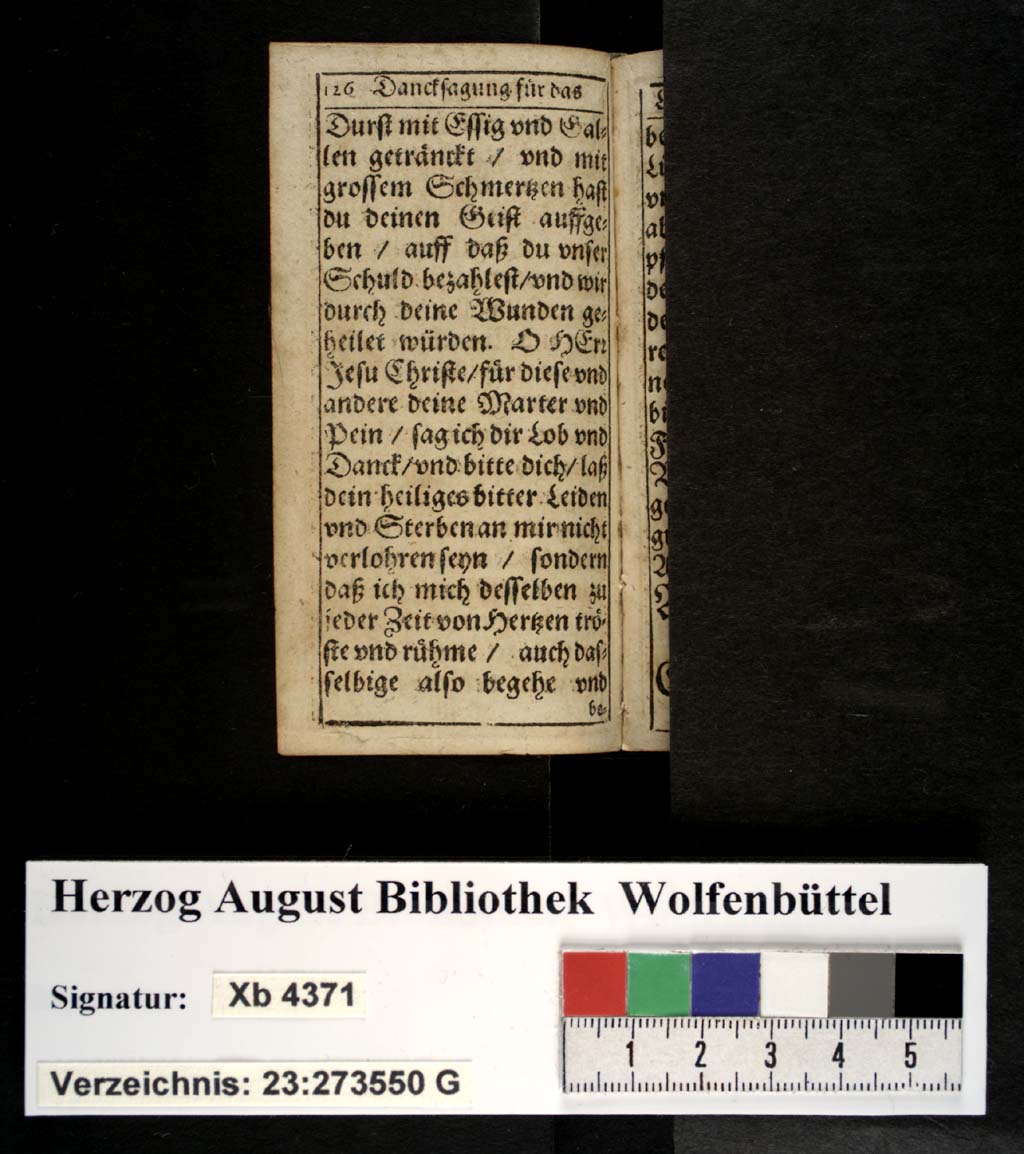 126 Danckſagung für das
Durſt mit Eſſig vnd Gal-
len getränckt / vnd mit
groſſem Schmertzen haſt
du deinen Geiſt auffge-
ben / auff daß du vnſer
Schuld bezahleſt/vnd wir
durch deine Wunden ge-
heilet würden. O HErr
Jeſu Chriſte/für dieſe vnd
andere deine Marter vnd
Pein / ſag ich dir Lob vnd
Danck/vnd bitte dich/laß
dein heiliges bitter Leiden
vnd Sterben an mir nicht
verlohren ſeyn / ſondern
daß ich mich deſſelben zu
jeder Zeit von Hertzen trö-
ſte vnd rühme / auch daſ-
ſelbige alſo begehe vnd
be-
Herzog August Bibliothek Wolfenbüttel
Signatur: Xb 4371
Verzeichnis: 23:273550 G
1 2 3 4 5